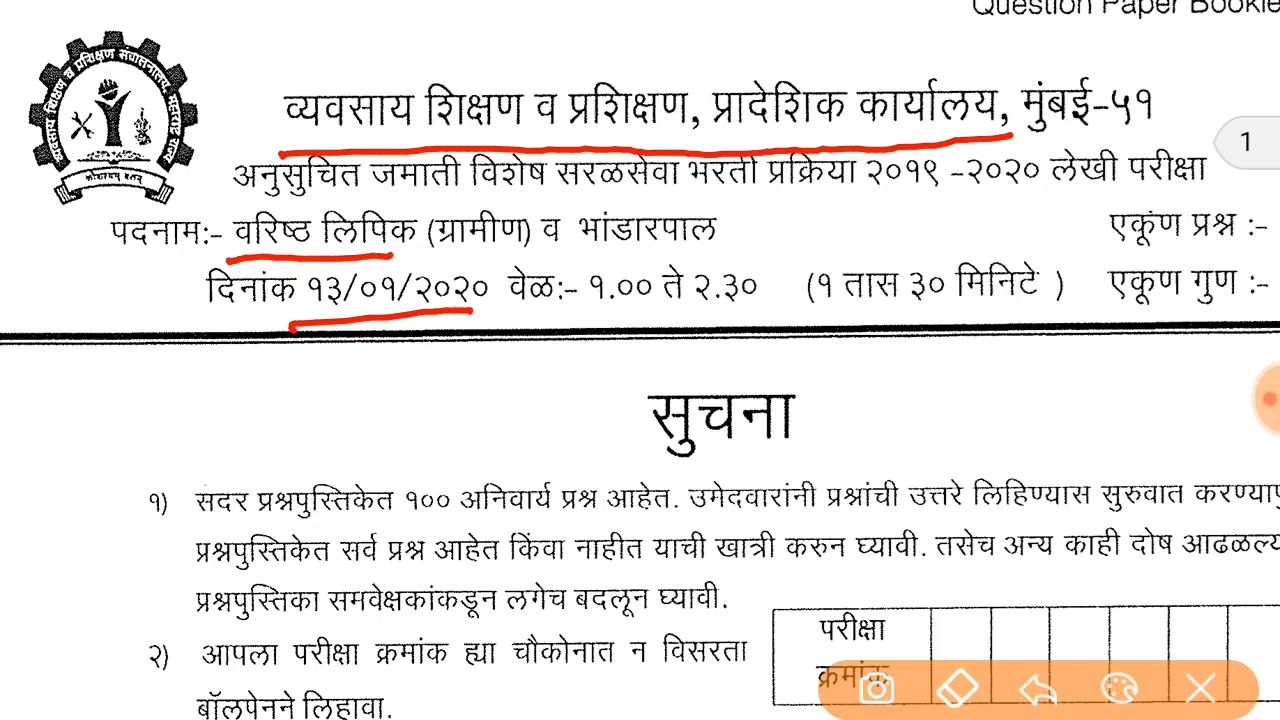 Question Paper Bookle
व्यवसाय शिक्षण व प्रशिक्षण, प्रादेशिक कार्यालय, मुंबई-५१
1
अनुसुचित जमाती विशेष सरळसेवा भरती प्रक्रिया २०१९ -२०२० लेखी परीक्षा
पदनामः- वरिष्ठ लिपिक (ग्रामीण) व भांडारपाल एकूंण प्रश्न :-
दिनांक १३/०१/२०२० वेळः- १.०० ते २.३० (१ तास ३० मिनिटे ) एकूण गुण :-
सुचना
१) सदर प्रश्नपुस्तिकेत १०० अनिवार्य प्रश्न आहेत. उमेदवारांनी प्रश्नांची उत्तरे लिहिण्यास सुरुवात करण्यापु
प्रश्नपुस्तिकेत सर्व प्रश्न आहेत किंवा नाहीत याची खात्री करुन घ्यावी. तसेच अन्य काही दोष आढळल्य
प्रश्नपुस्तिका समवेक्षकांकडून लगेच बदलून घ्यावी.
२) आपला परीक्षा क्रमांक ह्या चौकोनात न विसरता
बॉलपेनने लिहावा.
परीक्षा
क्रमांक